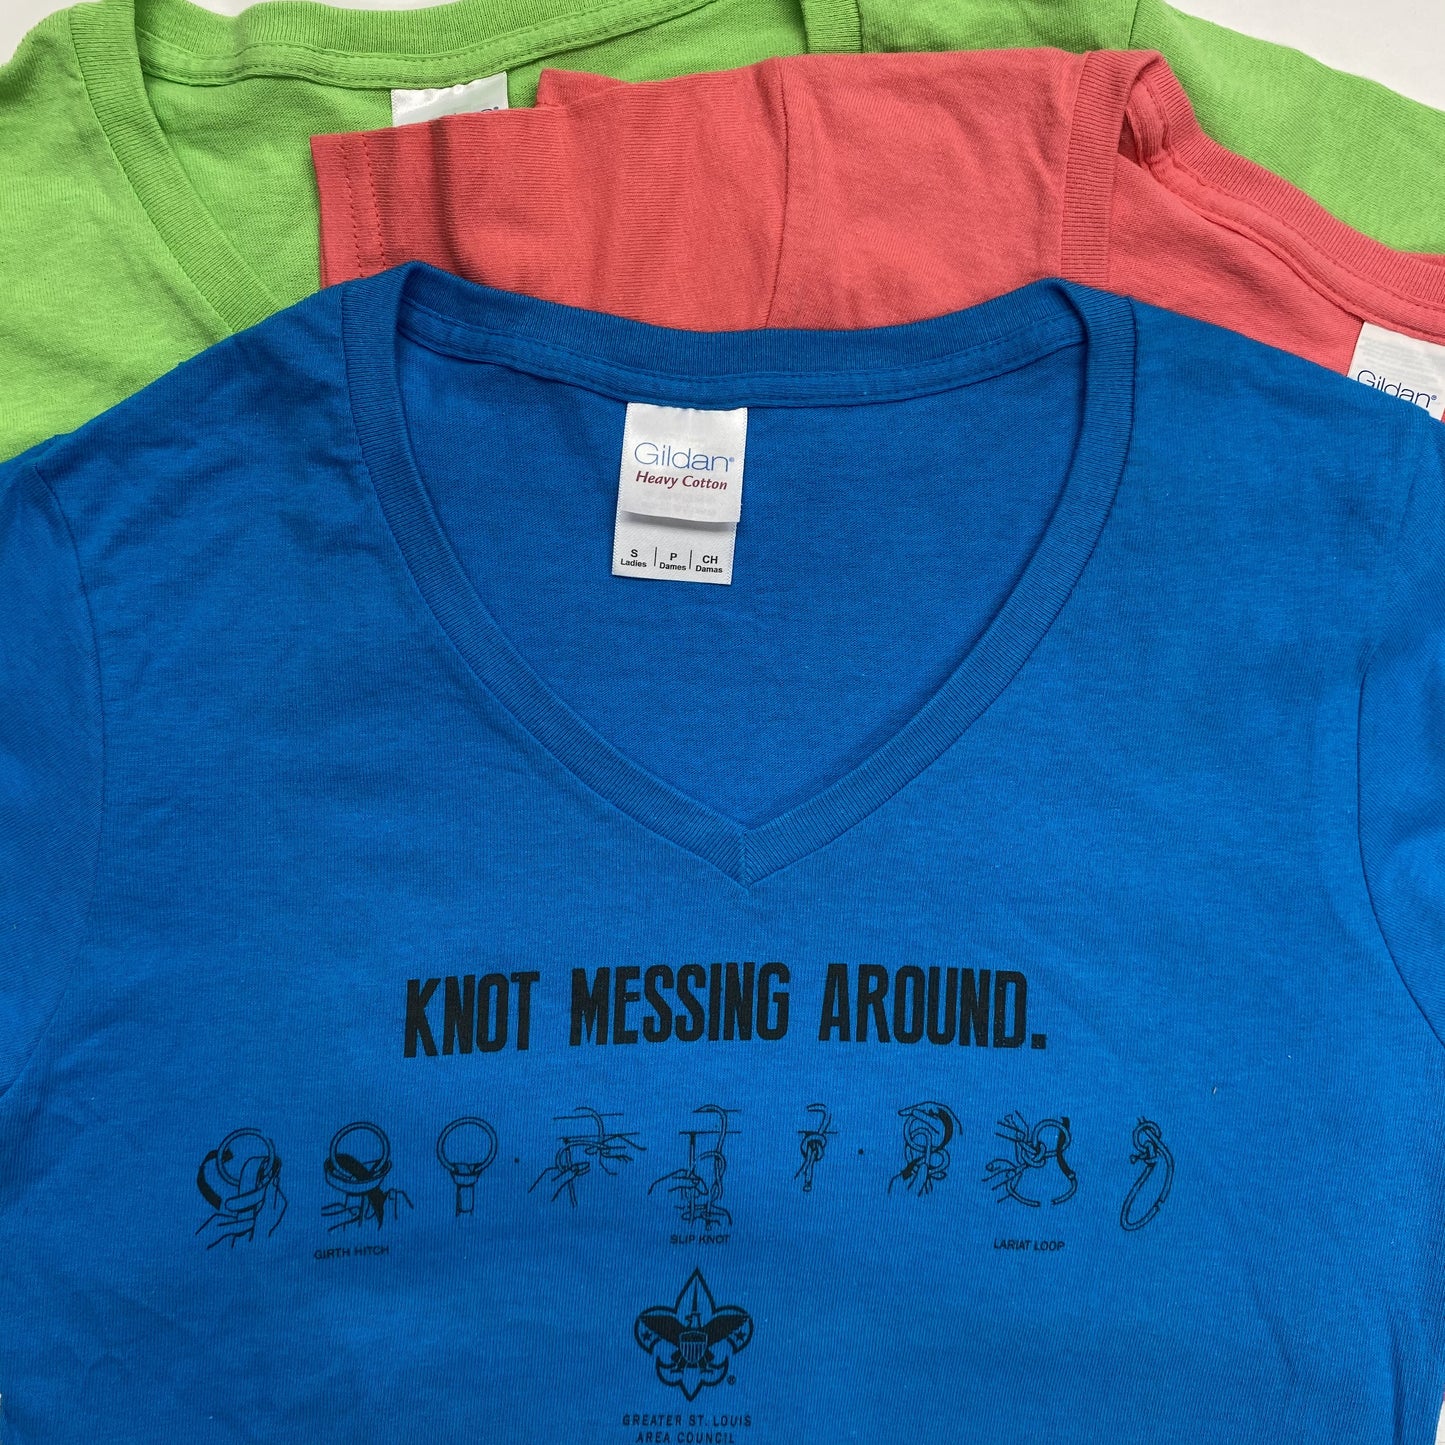 Gildan®
Gildan®
Heavy Cotton
S P CH
Ladies Dames Damas
KNOT MESSING AROUND.
GIRTH HITCH
SLIP KNOT
LARIAT LOOP
®
GREATER ST. LOUIS
AREA COUNCIL